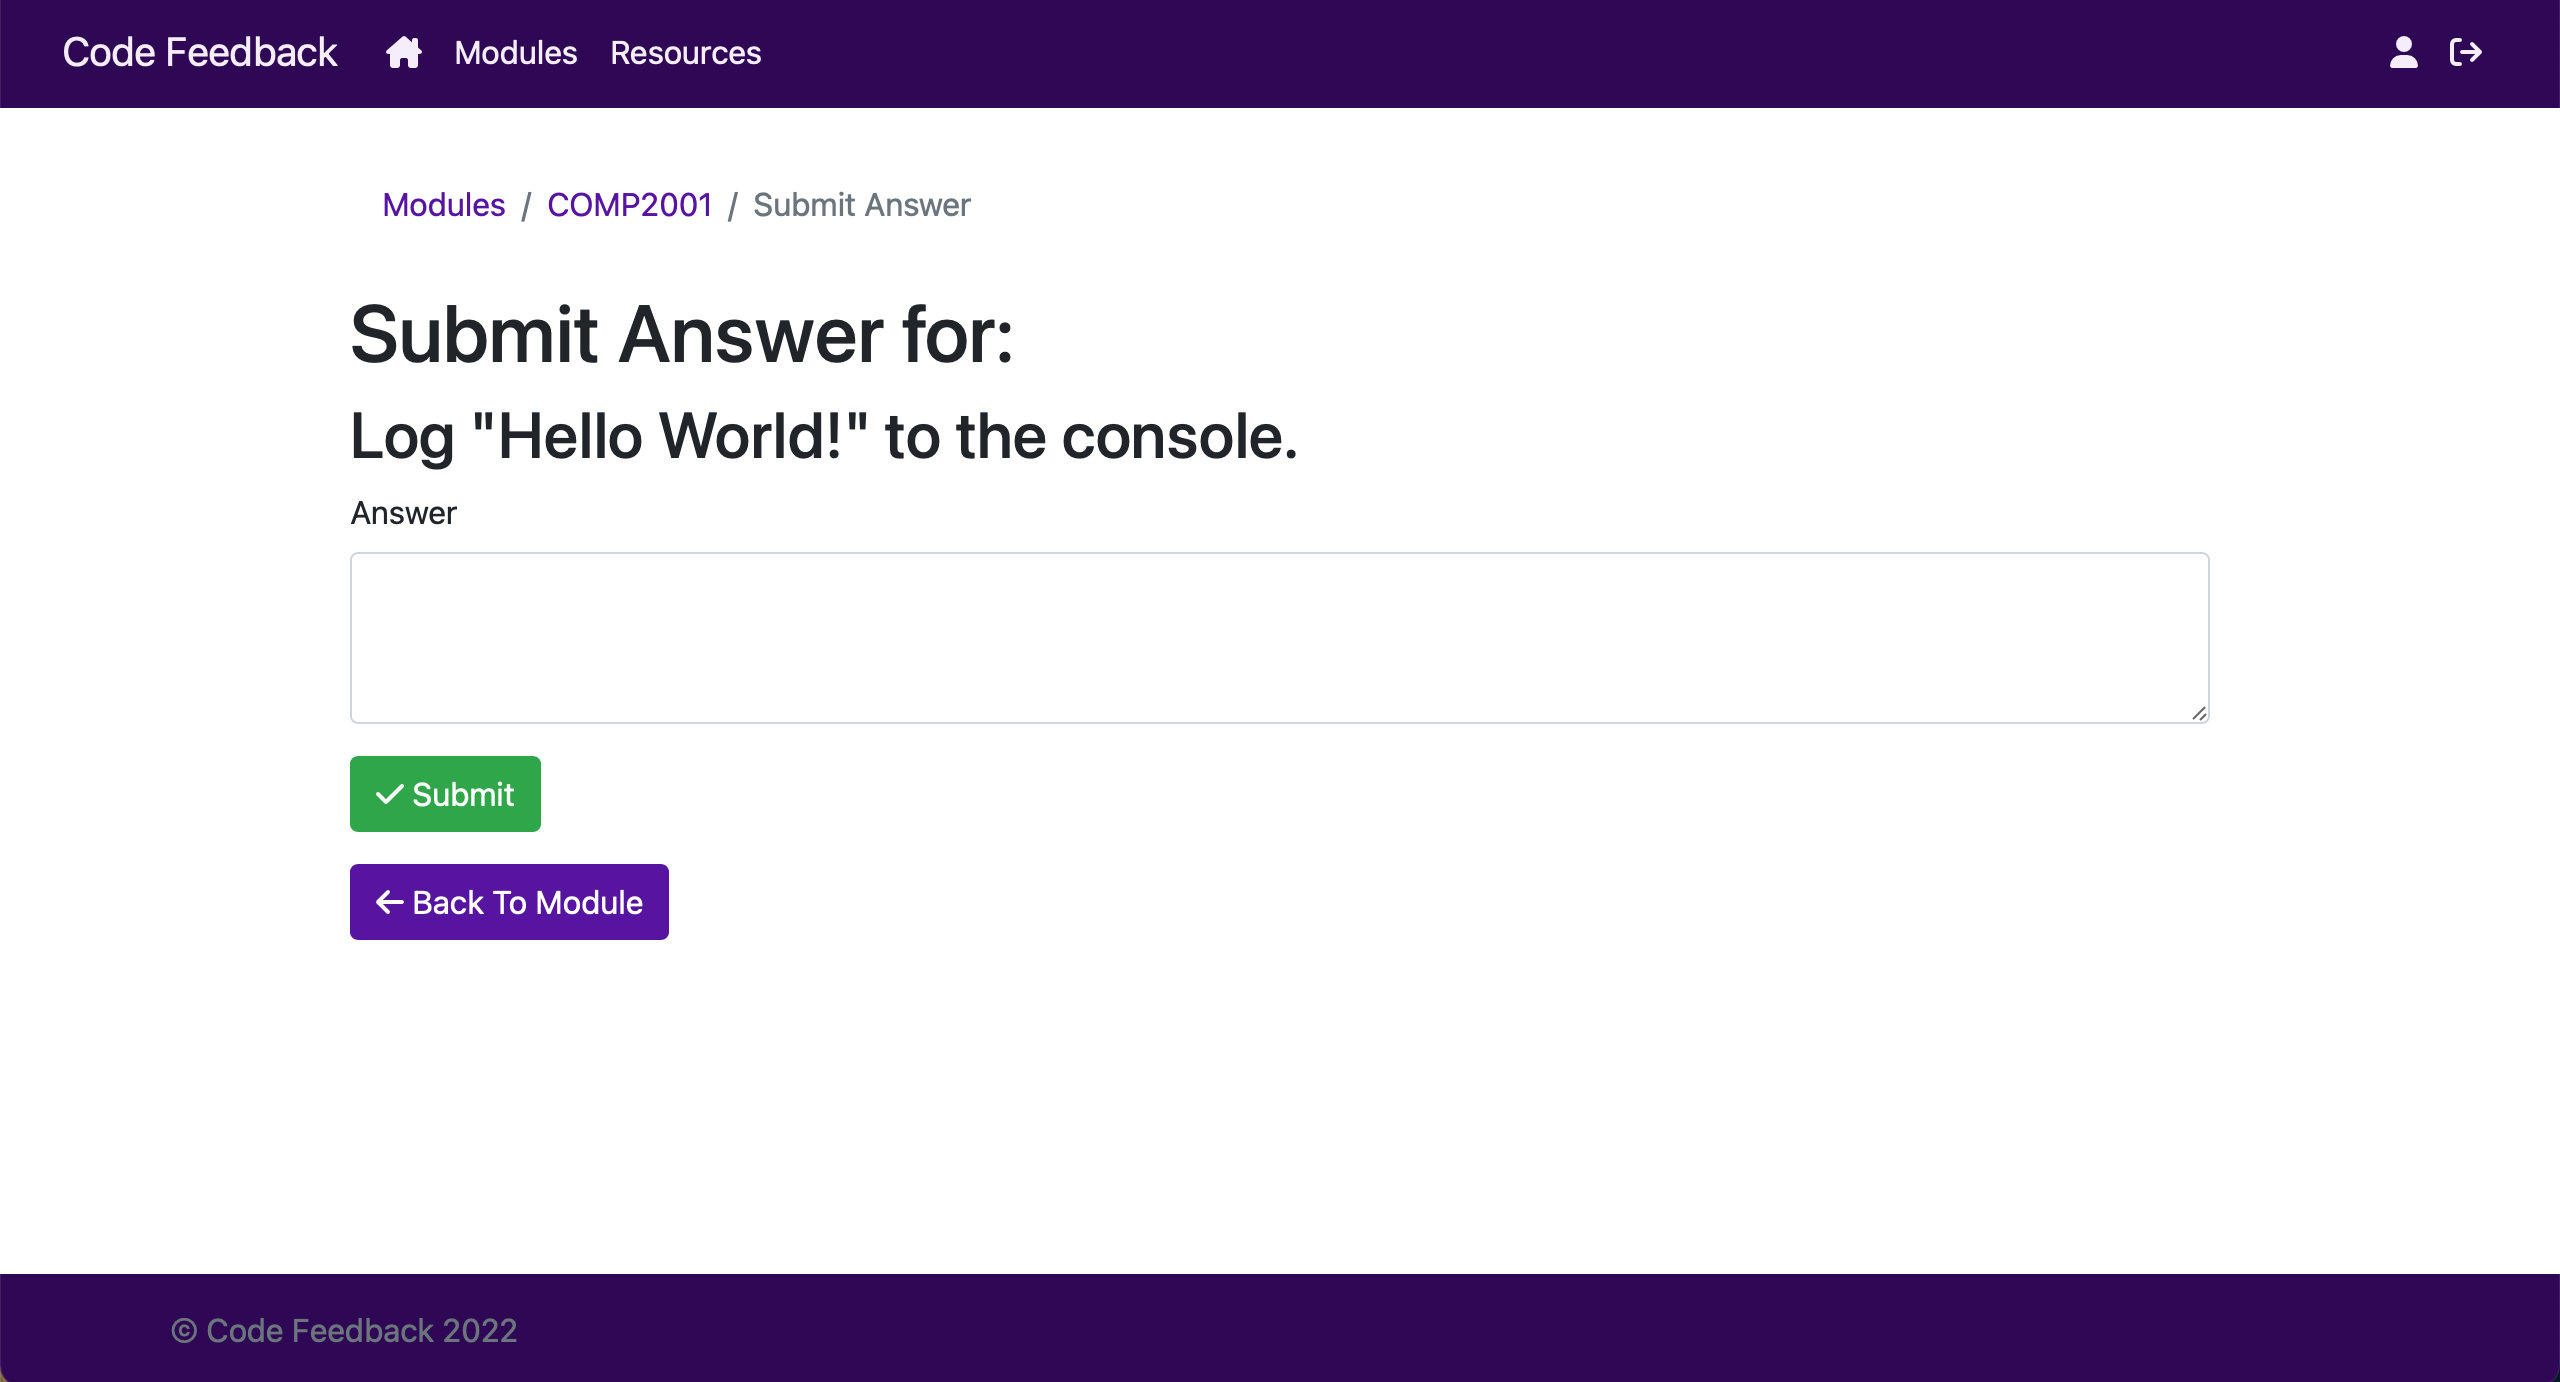 Code Feedback Modules Resources
Modules / COMP2001 / Submit Answer
Submit Answer for:
Log "Hello World!" to the console.
Answer
Submit
Back To Module
© Code Feedback 2022